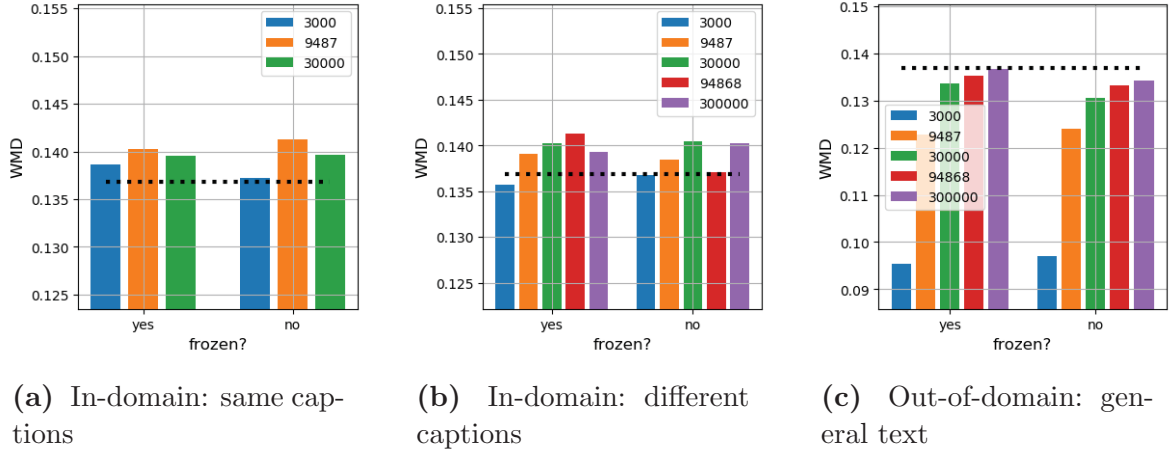 0.155
0.150
0.145
0.140
0.135
0.130
0.125
WMD
3000
9487
30000
yes
no
frozen?
(a) In-domain: same cap-
tions
0.155
0.150
0.145
0.140
0.135
0.130
0.125
WMD
3000
9487
30000
94868
300000
yes
no
frozen?
(b) In-domain: different
captions
0.15
0.14
0.13
0.12
0.11
0.10
0.09
WMD
3000
9487
30000
94868
300000
yes
no
frozen?
(c) Out-of-domain: gen-
eral text